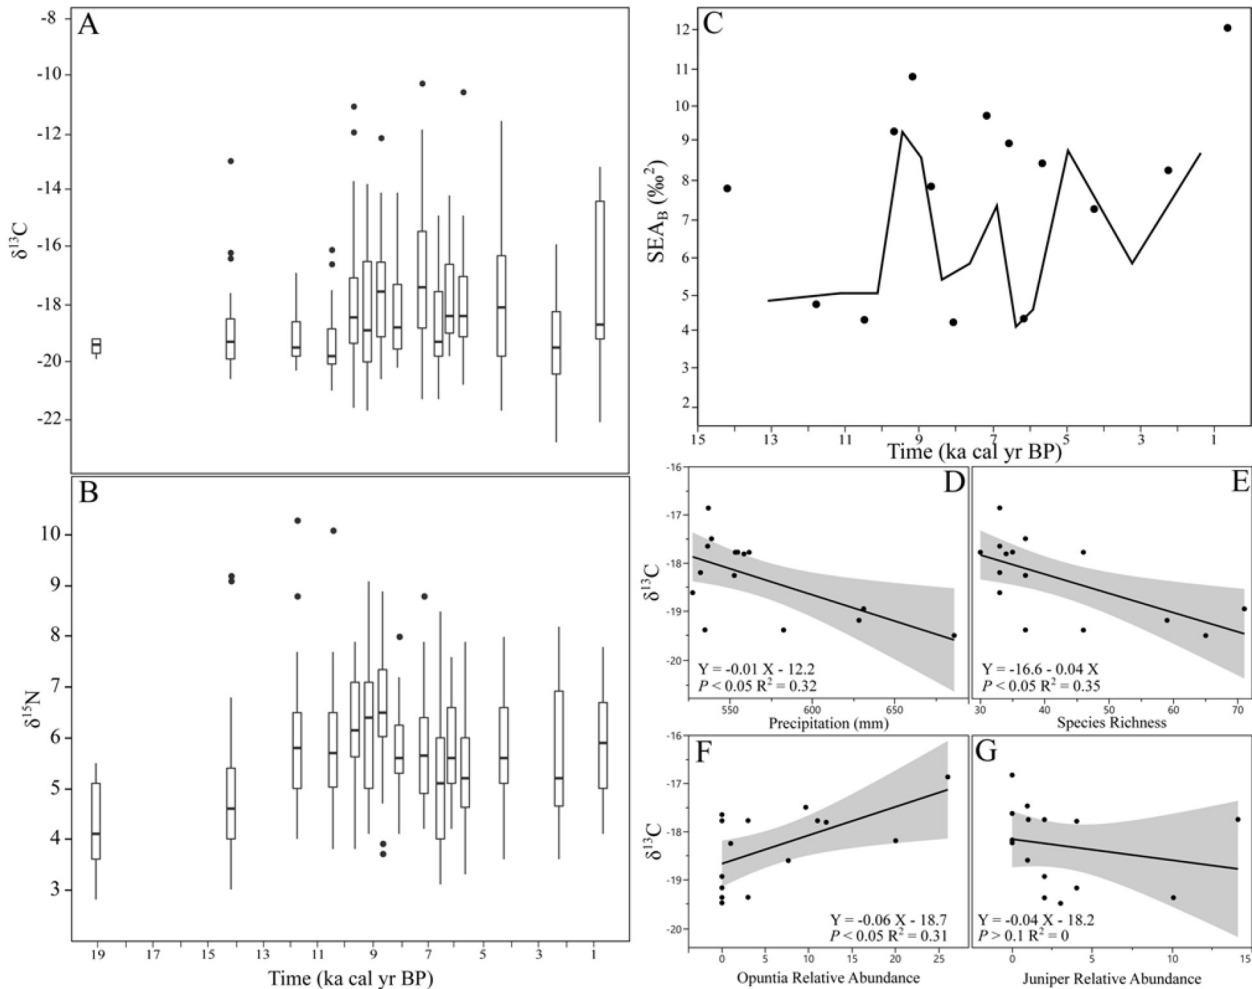 A
-8
-10
-12
-14
-16
-18
-20
-22
δ¹³C
B
10
9
8
7
6
5
4
3
δ¹⁵N
19 17 15 13 11 9 7 5 3 1
Time (ka cal yr BP)
C
12
11
10
9
8
7
6
5
4
3
2
SEA_B (‰²)
15 13 11 9 7 5 3 1
Time (ka cal yr BP)
D
-16
-17
-18
-19
-20
δ¹³C
Y = -0.01 X - 12.2
P < 0.05 R² = 0.32
550 600 650
Precipitation (mm)
E
Y = -16.6 - 0.04 X
P < 0.05 R² = 0.35
30 40 50 60 70
Species Richness
F
-16
-17
-18
-19
-20
δ¹³C
Y = -0.06 X - 18.7
P < 0.05 R² = 0.31
0 5 10 15 20 25
Opuntia Relative Abundance
G
Y = -0.04 X - 18.2
P > 0.1 R² = 0
0 5 10 15
Juniper Relative Abundance